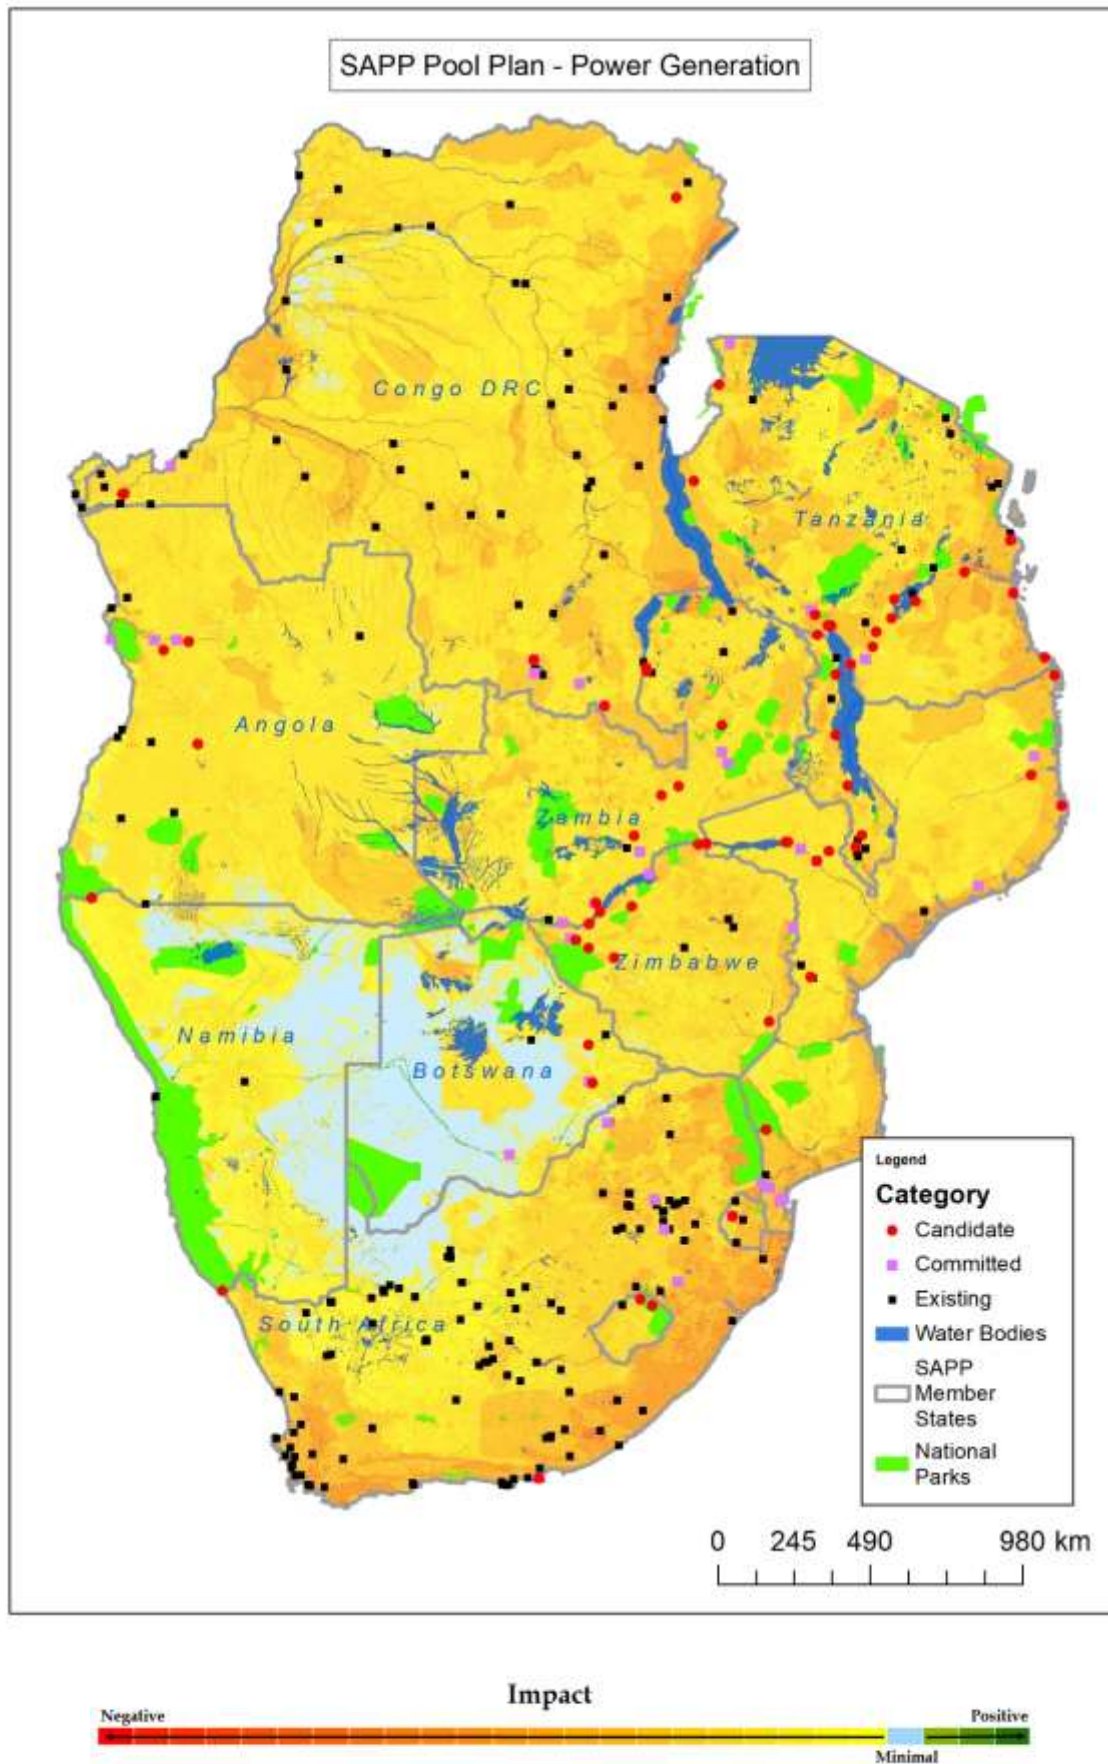 SAPP Pool Plan - Power Generation
Congo DRC
Tanzania
Angola
Zambia
Zimbabwe
Namibia
Botswana
South Africa
Legend
Category
Candidate
Committed
Existing
Water Bodies
SAPP
Member
States
National
Parks
0 245 490 980 km
Impact
Negative Positive
Minimal